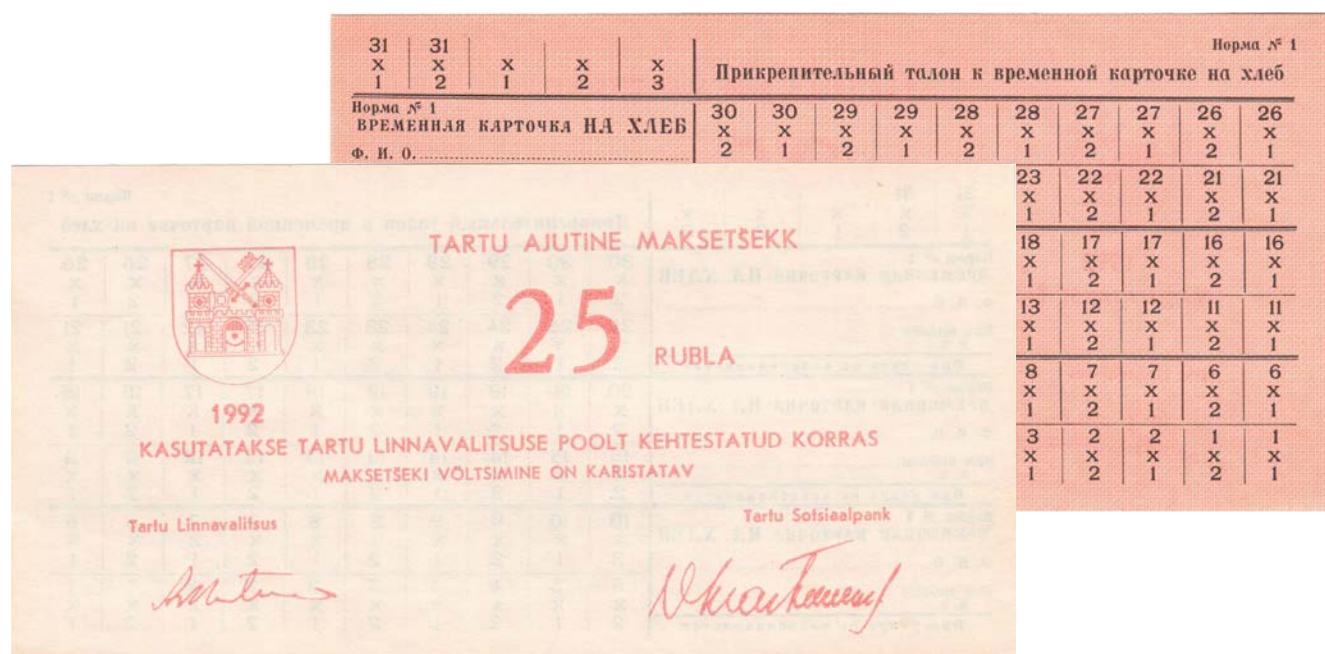 31 31
х х х х х
1 2 1 2 3
Норма № 1
Прикрепительный талон к временной карточке на хлеб
Норма № 1
ВРЕМЕННАЯ КАРТОЧКА НА ХЛЕБ
Ф. И. О.
30 30 29 29 28 28 27 27 26 26
х х х х х х х х х х
2 1 2 1 2 1 2 1 2 1
23 22 22 21 21
х х х х х
1 2 1 2 1
18 17 17 16 16
х х х х х
1 2 1 2 1
13 12 12 11 11
х х х х х
1 2 1 2 1
8 7 7 6 6
х х х х х
1 2 1 2 1
3 2 2 1 1
х х х х х
1 2 1 2 1
TARTU AJUTINE MAKSETŠEKK
25
RUBLA
1992
KASUTATAKSE TARTU LINNAVALITSUSE POOLT KEHTESTATUD KORRAS
MAKSETŠEKI VÕLTSIMINE ON KARISTATAV
Tartu Linnavalitsus
Tartu Sotsiaalpank